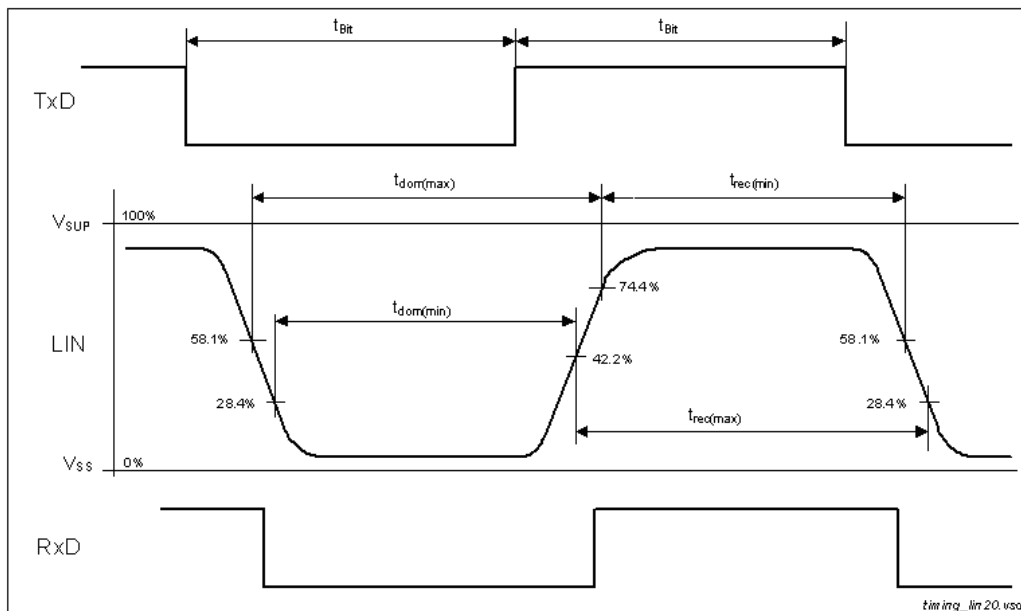 tBit
tBit
TxD
tdom(max)
trec(min)
VSUP
100%
74.4%
tdom(min)
58.1%
58.1%
LIN
42.2%
28.4%
28.4%
trec(max)
VSS
0%
RxD
timing_lin20.vsd